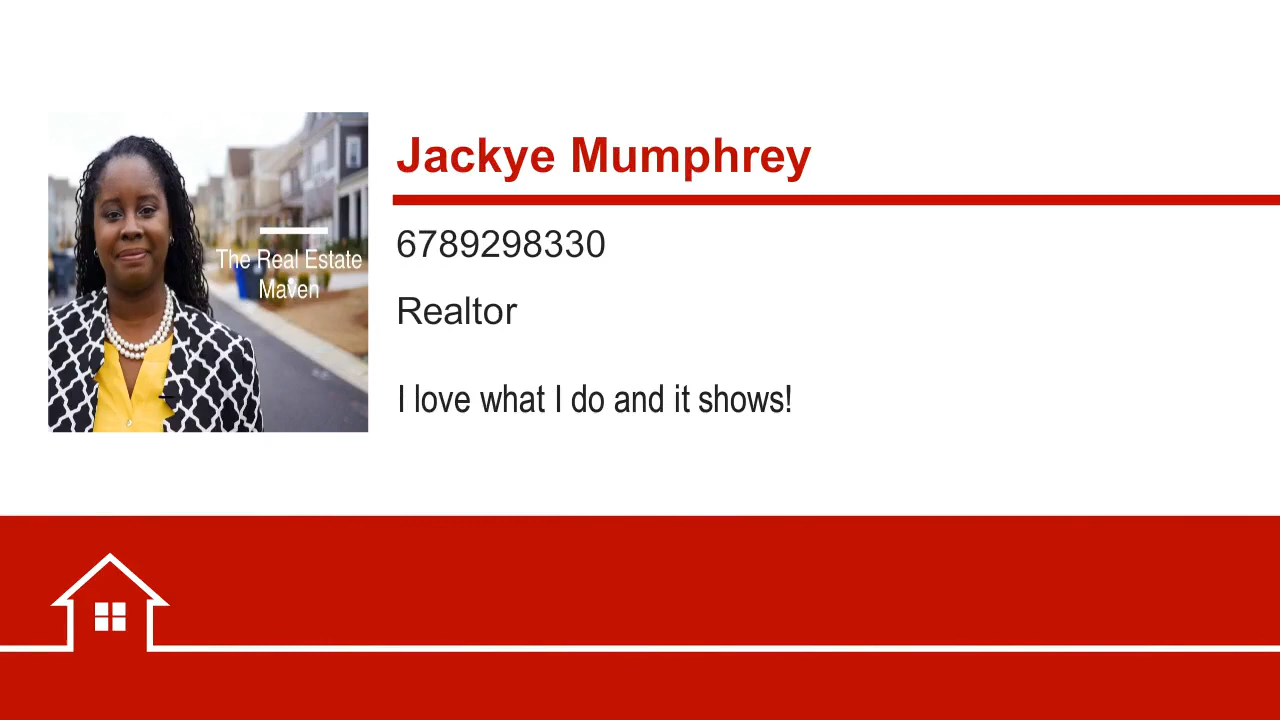 Jackye Mumphrey
6789298330
Realtor
I love what I do and it shows!
The Real Estate
Maven